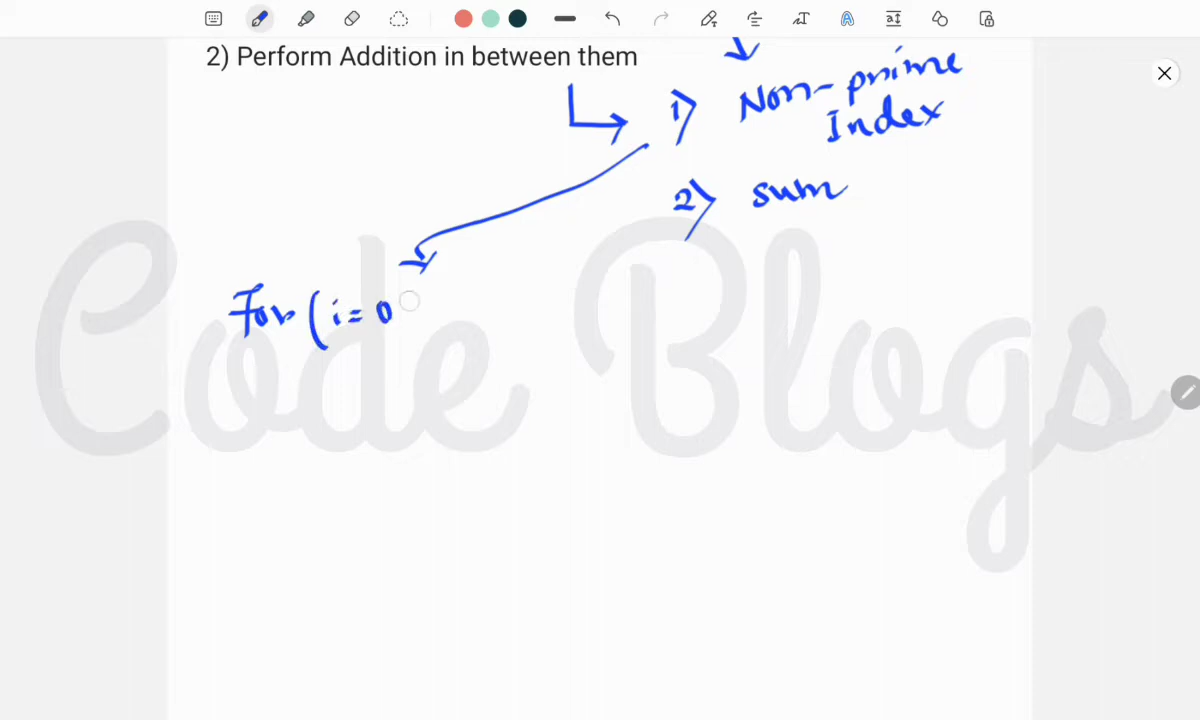 2) Perform Addition in between them
1) Non-prime
Index
2) sum
For (i=0
Code Blogs